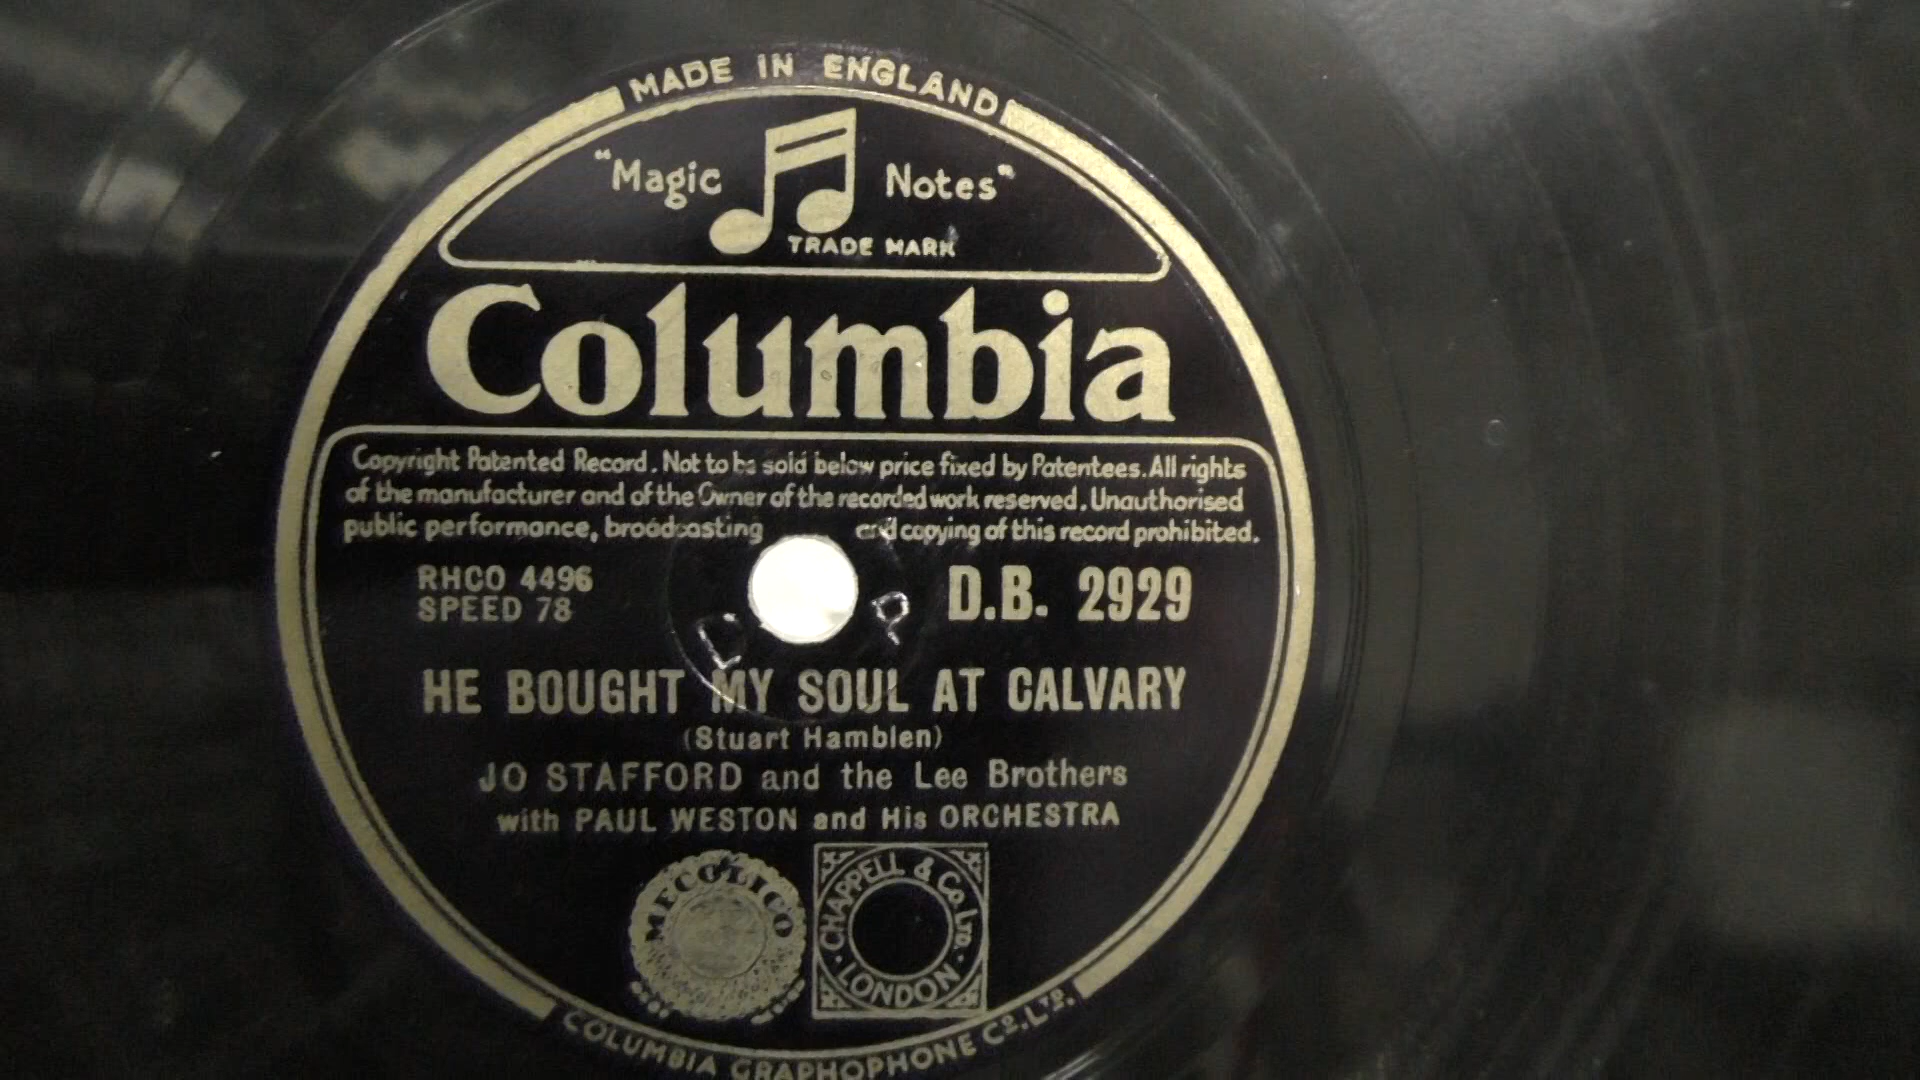 MADE IN ENGLAND
"Magic Notes"
TRADE MARK
Columbia
Copyright Patented Record. Not to be sold below price fixed by Patentees. All rights
of the manufacturer and of the Owner of the recorded work reserved. Unauthorised
public performance, broadcasting and copying of this record prohibited.
RHCO 4496
SPEED 78
D.B. 2929
HE BOUGHT MY SOUL AT CALVARY
(Stuart Hamblen)
JO STAFFORD and the Lee Brothers
with PAUL WESTON and His ORCHESTRA
MECOLICO
CHAPPELL & Co. LTD.
LONDON
COLUMBIA GRAPHOPHONE Cº. LTD.